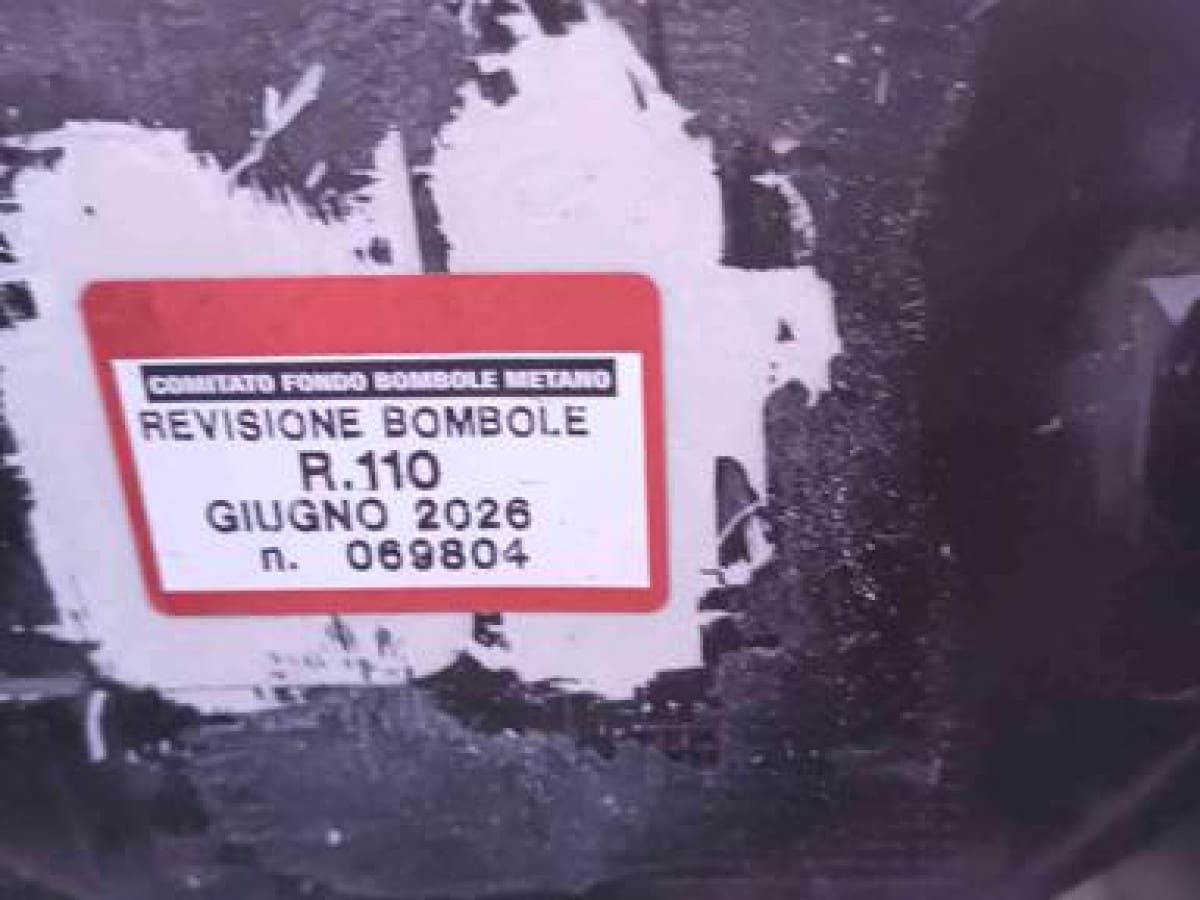 COMITATO FONDO BOMBOLE METANO
REVISIONE BOMBOLE
R.110
GIUGNO 2026
n. 069804